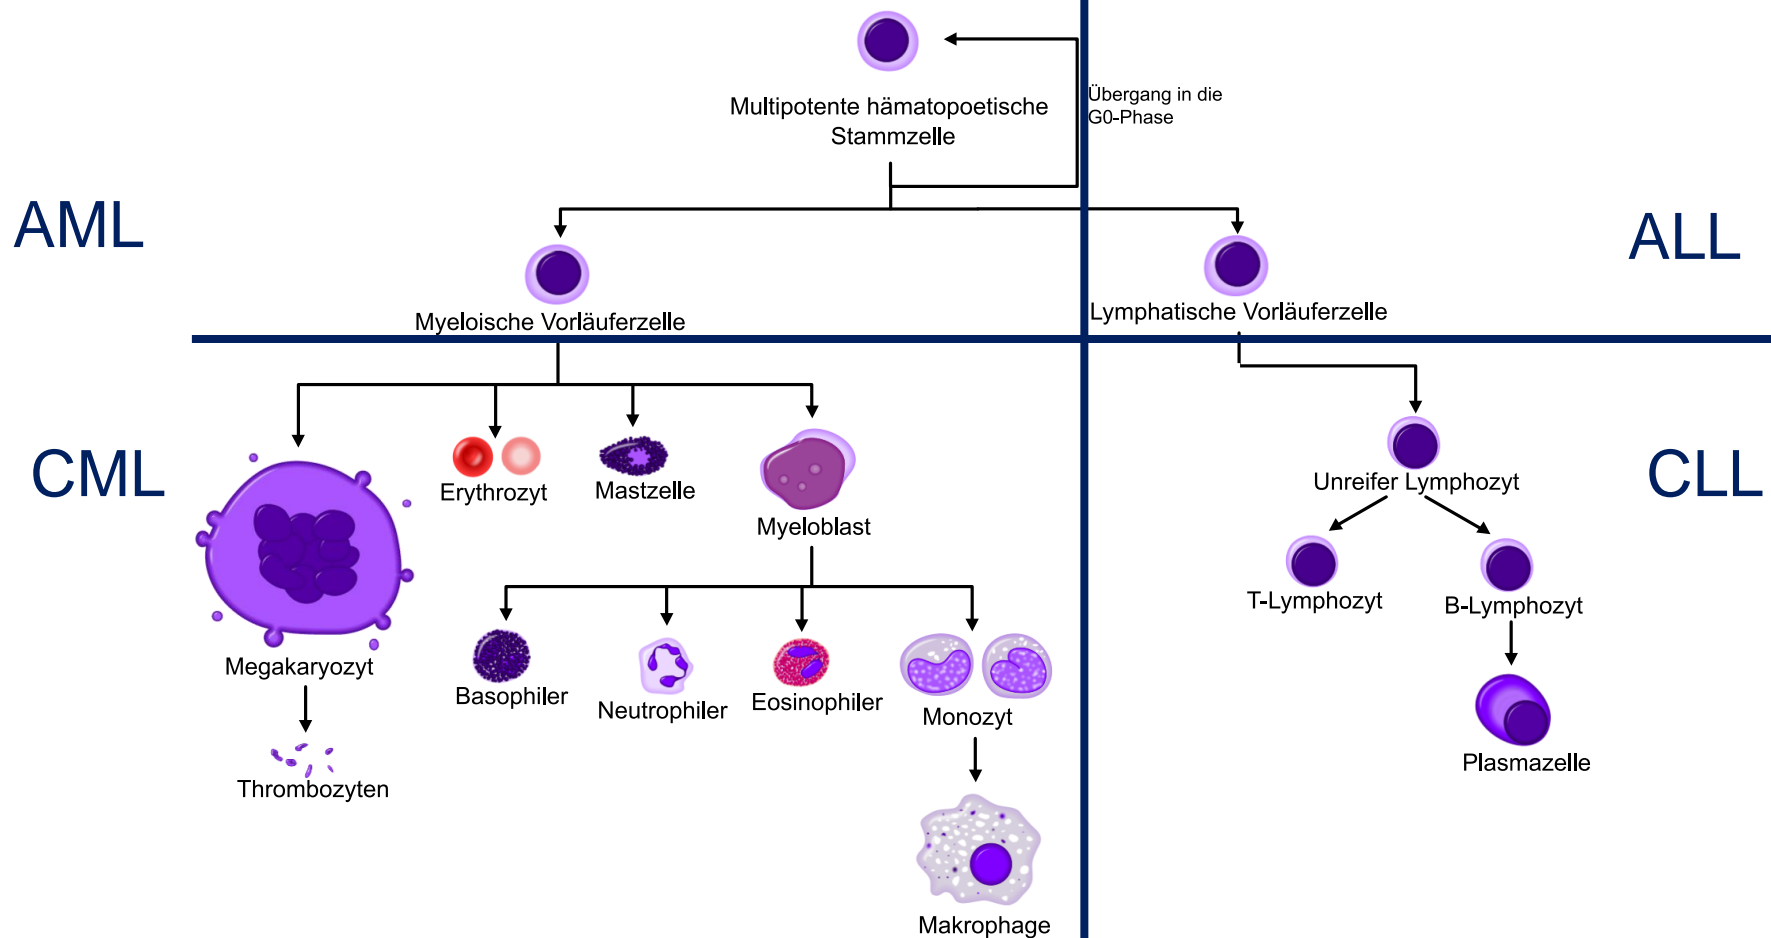 Multipotente hämatopoetische
Stammzelle
Übergang in die
G0-Phase
AML
ALL
Myeloische Vorläuferzelle
Lymphatische Vorläuferzelle
CML
CLL
Erythrozyt
Mastzelle
Myeloblast
Unreifer Lymphozyt
T-Lymphozyt
B-Lymphozyt
Megakaryozyt
Basophiler
Neutrophiler
Eosinophiler
Monozyt
Plasmazelle
Thrombozyten
Makrophage